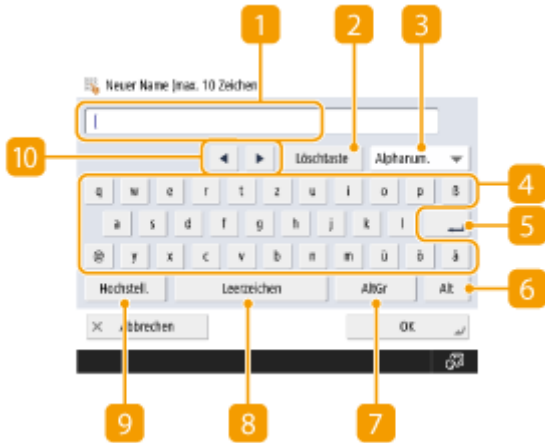 1 2 3
Neuer Name (max. 10 Zeichen
10 Löschtaste Alphanum.
q w e r t z u i o p ß 4
a s d f g h j k l 5
@ y x c v b n m ü ö ä
Hochstell. Leerzeichen AltGr Alt 6
Abbrechen OK
9 8 7